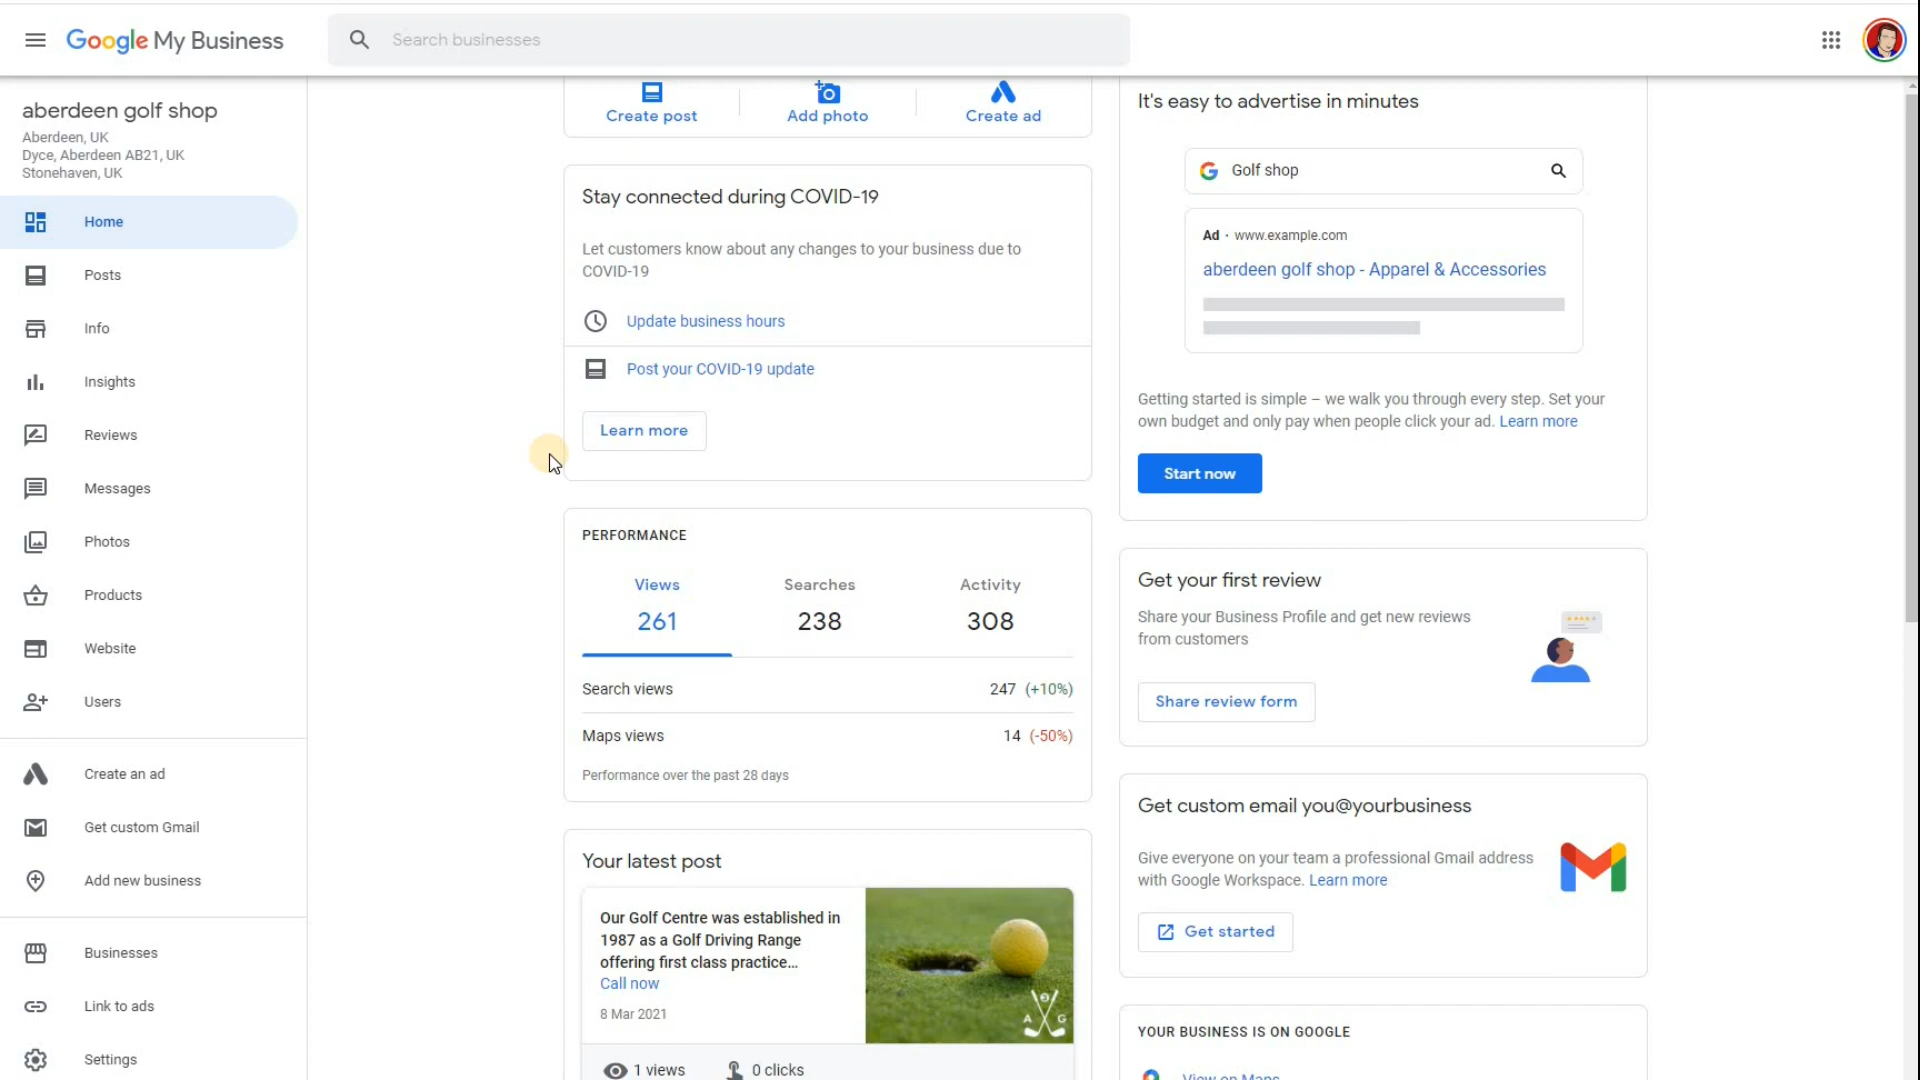 Google My Business
Search businesses
aberdeen golf shop
Aberdeen, UK
Dyce, Aberdeen AB21, UK
Stonehaven, UK
Home
Posts
Info
Insights
Reviews
Messages
Photos
Products
Website
Users
Create an ad
Get custom Gmail
Add new business
Businesses
Link to ads
Settings
Create post
Add photo
Create ad
Stay connected during COVID-19
Let customers know about any changes to your business due to
COVID-19
Update business hours
Post your COVID-19 update
Learn more
PERFORMANCE
Views
261
Searches
238
Activity
308
Search views
247 (+10%)
Maps views
14 (-50%)
Performance over the past 28 days
Your latest post
Our Golf Centre was established in
1987 as a Golf Driving Range
offering first class practice...
Call now
8 Mar 2021
3
A G
1 views
0 clicks
It's easy to advertise in minutes
G Golf shop
Ad · www.example.com
aberdeen golf shop - Apparel & Accessories
Getting started is simple – we walk you through every step. Set your
own budget and only pay when people click your ad. Learn more
Start now
Get your first review
Share your Business Profile and get new reviews
from customers
Share review form
Get custom email you@yourbusiness
Give everyone on your team a professional Gmail address
with Google Workspace. Learn more
Get started
YOUR BUSINESS IS ON GOOGLE
View on Maps